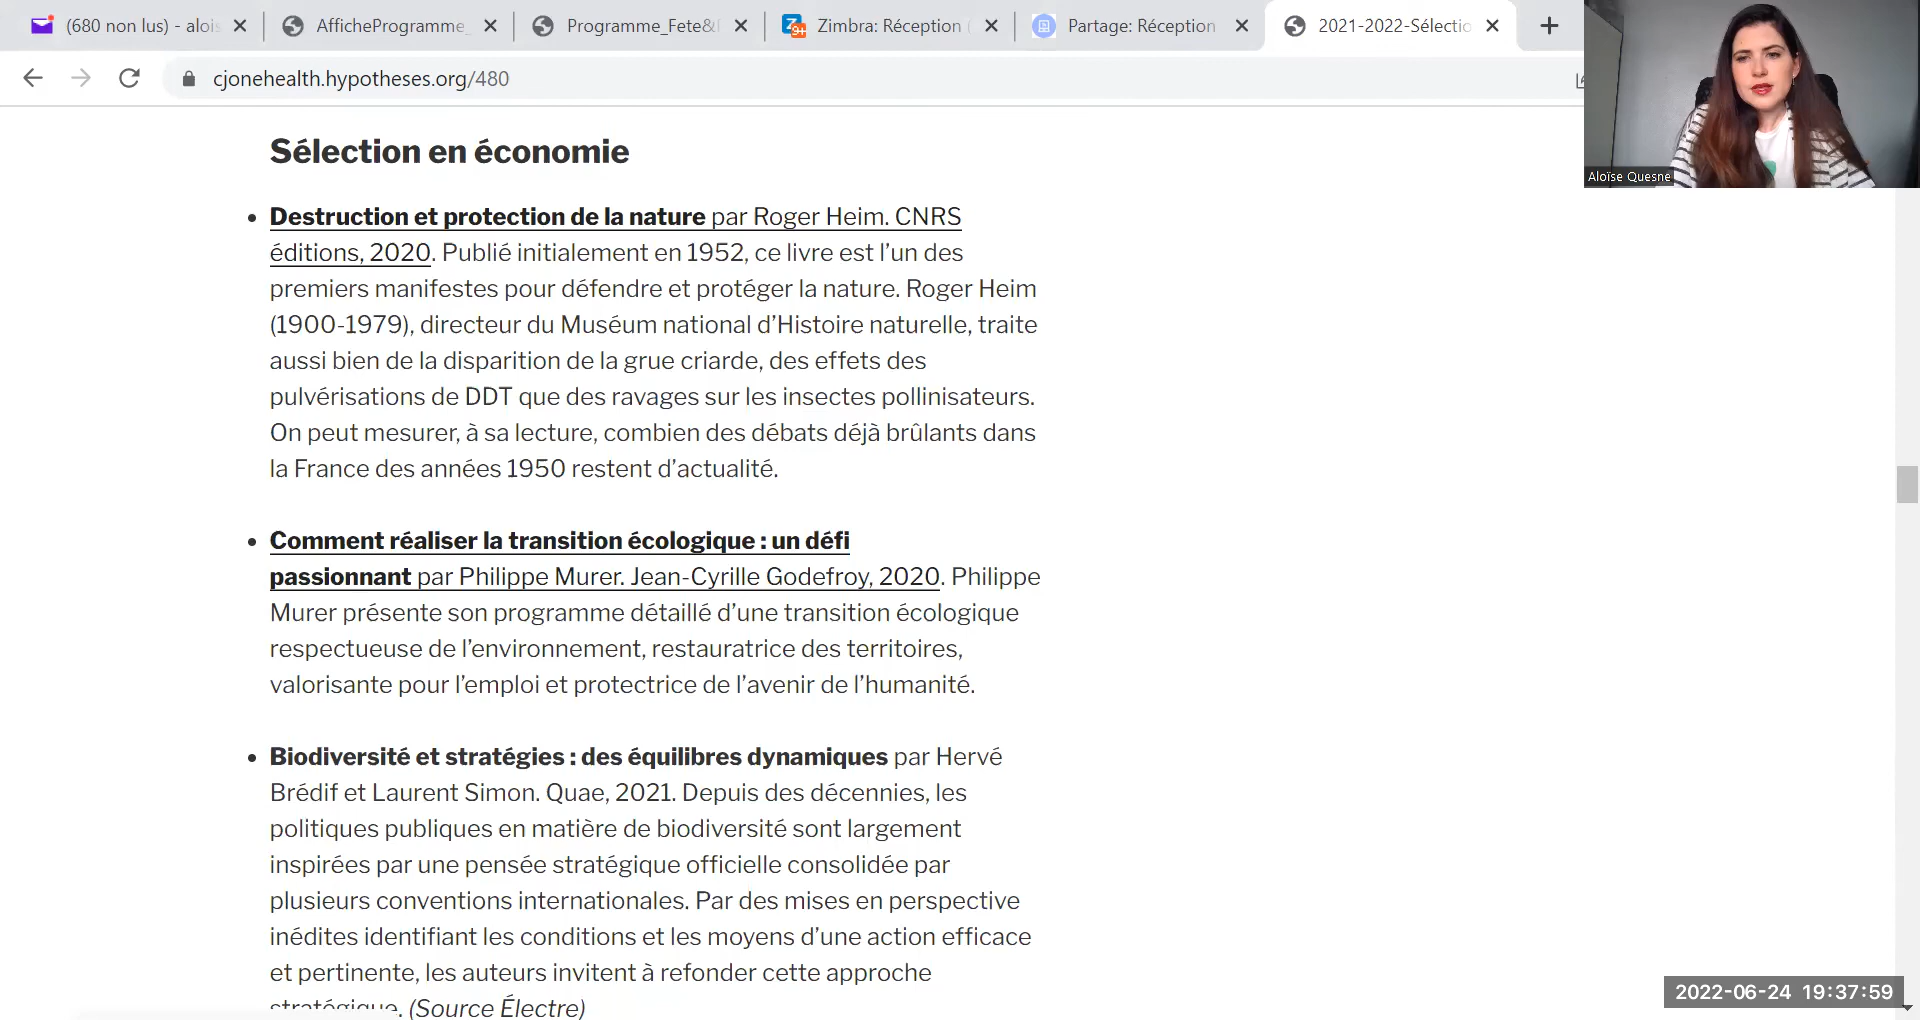 (680 non lus) - alois
AfficheProgramme_
Programme_Fete&
Zimbra: Réception
Partage: Réception
2021-2022-Sélectio
cjonehealth.hypotheses.org/480
Aloïse Quesne
Sélection en économie
Destruction et protection de la nature par Roger Heim. CNRS
éditions, 2020. Publié initialement en 1952, ce livre est l’un des
premiers manifestes pour défendre et protéger la nature. Roger Heim
(1900-1979), directeur du Muséum national d’Histoire naturelle, traite
aussi bien de la disparition de la grue criarde, des effets des
pulvérisations de DDT que des ravages sur les insectes pollinisateurs.
On peut mesurer, à sa lecture, combien des débats déjà brûlants dans
la France des années 1950 restent d’actualité.
Comment réaliser la transition écologique : un défi
passionnant par Philippe Murer. Jean-Cyrille Godefroy, 2020. Philippe
Murer présente son programme détaillé d’une transition écologique
respectueuse de l’environnement, restauratrice des territoires,
valorisante pour l’emploi et protectrice de l’avenir de l’humanité.
Biodiversité et stratégies : des équilibres dynamiques par Hervé
Brédif et Laurent Simon. Quae, 2021. Depuis des décennies, les
politiques publiques en matière de biodiversité sont largement
inspirées par une pensée stratégique officielle consolidée par
plusieurs conventions internationales. Par des mises en perspective
inédites identifiant les conditions et les moyens d’une action efficace
et pertinente, les auteurs invitent à refonder cette approche
stratégique. (Source Électre)
2022-06-24 19:37:59